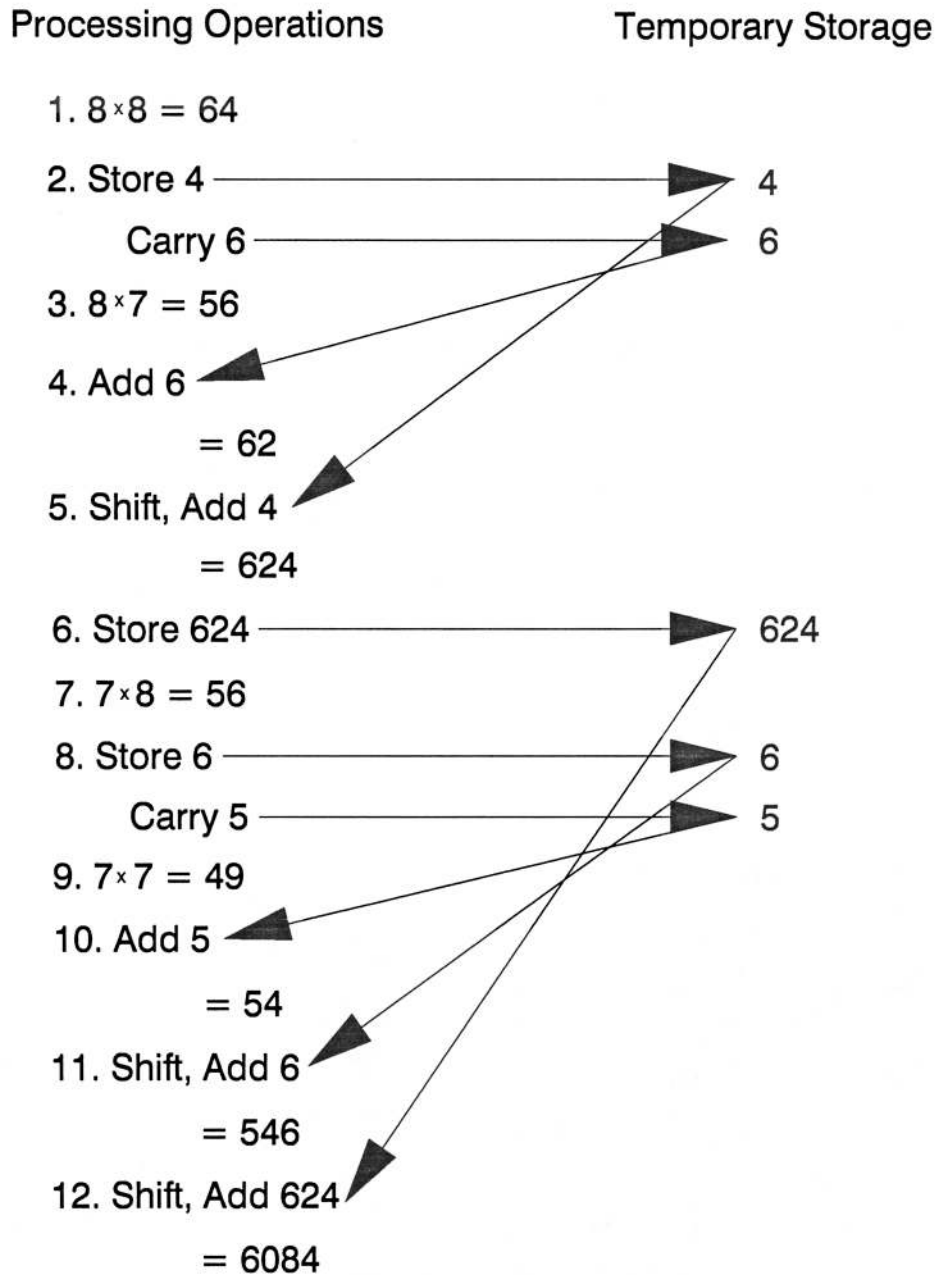 Processing Operations    Temporary Storage
1. 8×8 = 64
2. Store 4    4
Carry 6    6
3. 8×7 = 56
4. Add 6
= 62
5. Shift, Add 4
= 624
6. Store 624    624
7. 7×8 = 56
8. Store 6    6
Carry 5    5
9. 7×7 = 49
10. Add 5
= 54
11. Shift, Add 6
= 546
12. Shift, Add 624
= 6084